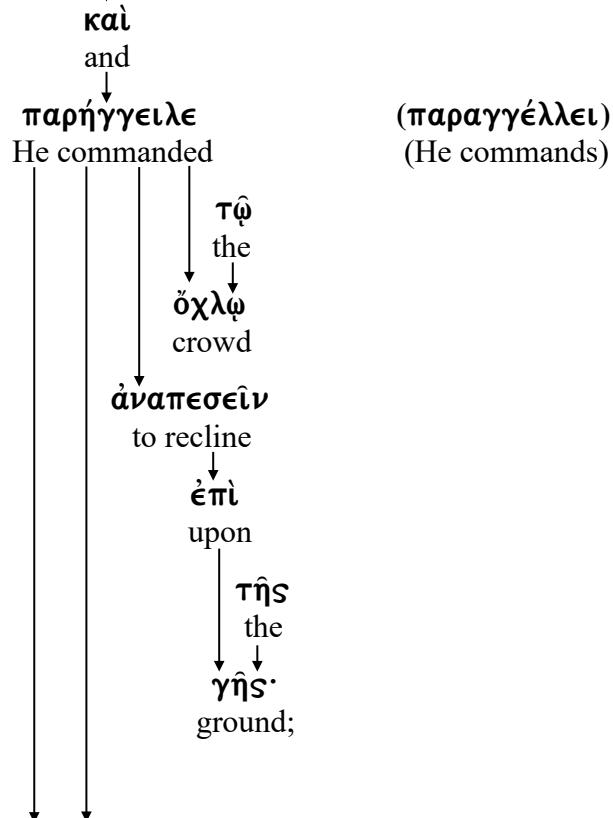 καὶ
and
παρήγγειλε (παραγγέλλει)
He commanded (He commands)
τῷ
the
ὄχλῳ
crowd
ἀναπεσεῖν
to recline
ἐπὶ
upon
τῆς
the
γῆς·
ground;